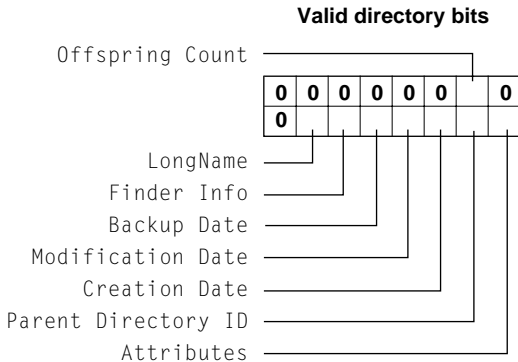 Valid directory bits
Offspring Count
0 0 0 0 0 0 0
0
LongName
Finder Info
Backup Date
Modification Date
Creation Date
Parent Directory ID
Attributes